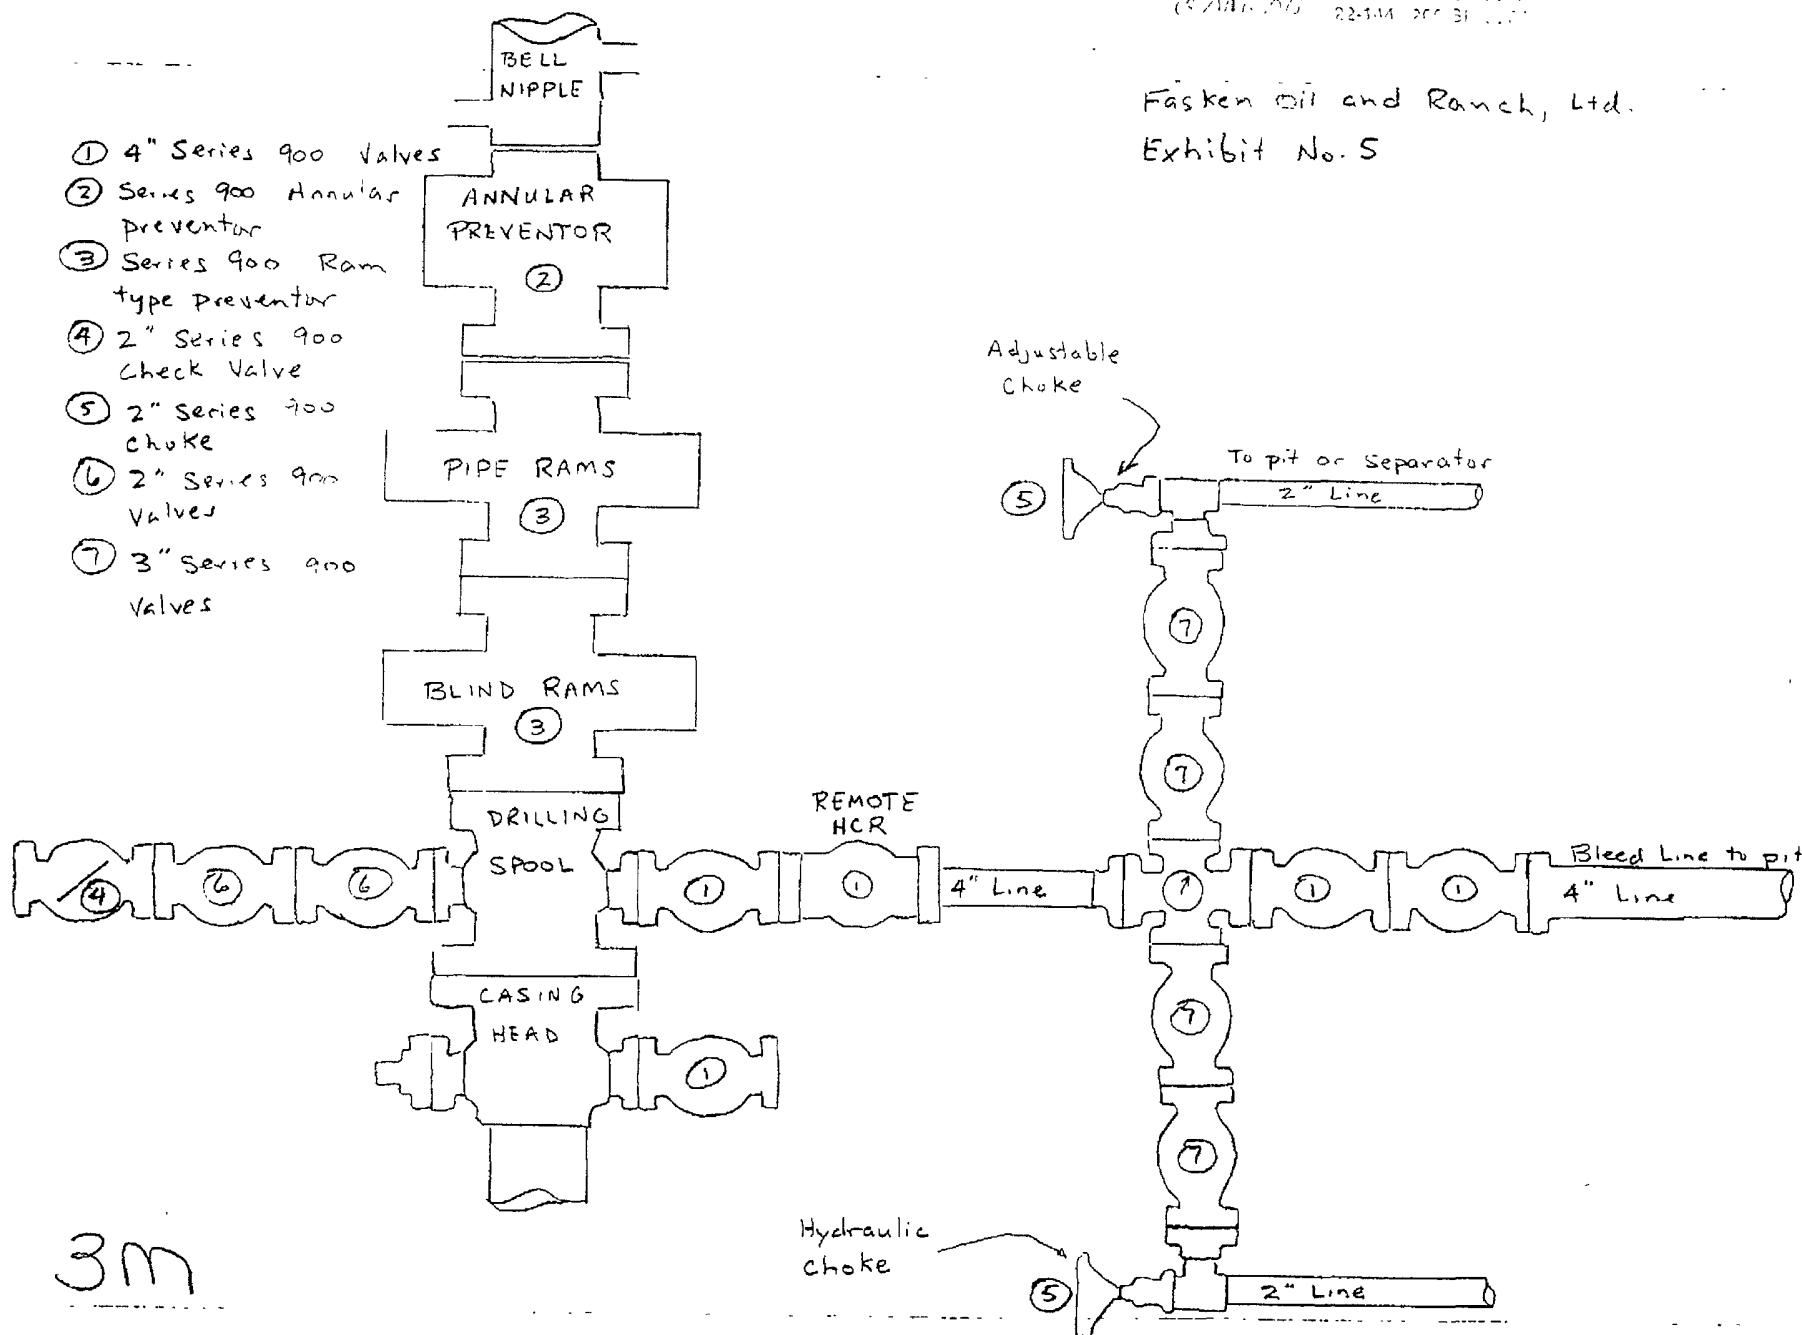 Fasken Oil and Ranch, Ltd.
Exhibit No. 5
① 4" Series 900 Valves
② Series 900 Annular
preventor
③ Series 900 Ram
type preventor
④ 2" Series 900
Check Valve
⑤ 2" Series 900
choke
⑥ 2" Series 900
Valves
⑦ 3" Series 900
Valves
BELL
NIPPLE
ANNULAR
PREVENTOR
②
PIPE RAMS
③
BLIND RAMS
③
DRILLING
SPOOL
④ ⑥ ⑥
①
REMOTE
HCR
①
4" Line
① ①
Bleed Line to pit
4" Line
CASING
HEAD
①
Adjustable
Choke
⑤
To pit or Separator
2" Line
⑦
⑦
⑦
⑦
Hydraulic
Choke
⑤
2" Line
3M